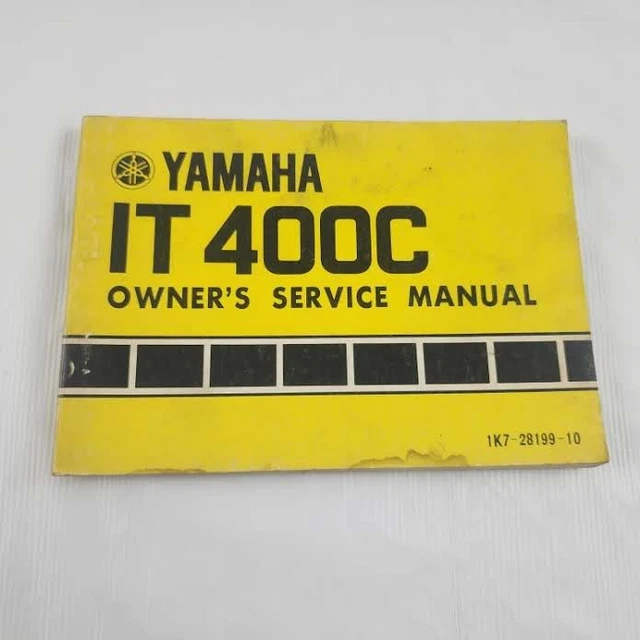 YAMAHA
IT 400C
OWNER'S SERVICE MANUAL
1K7-28199-10